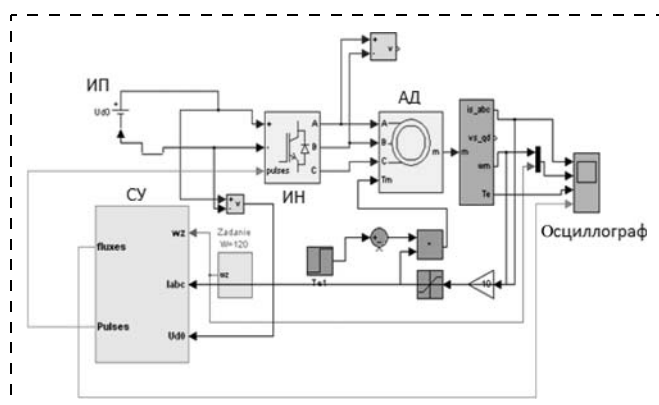 ИП
Ud0
+
v
-
АД
is_abc
A
A
vs_qd
B
B
m
m
wm
C
C
pulses
Tm
Te
ИН
СУ
Осциллограф
Zadanie
W=120
fluxes
wz
wz
Iabc
-10
Pulses
Ud0